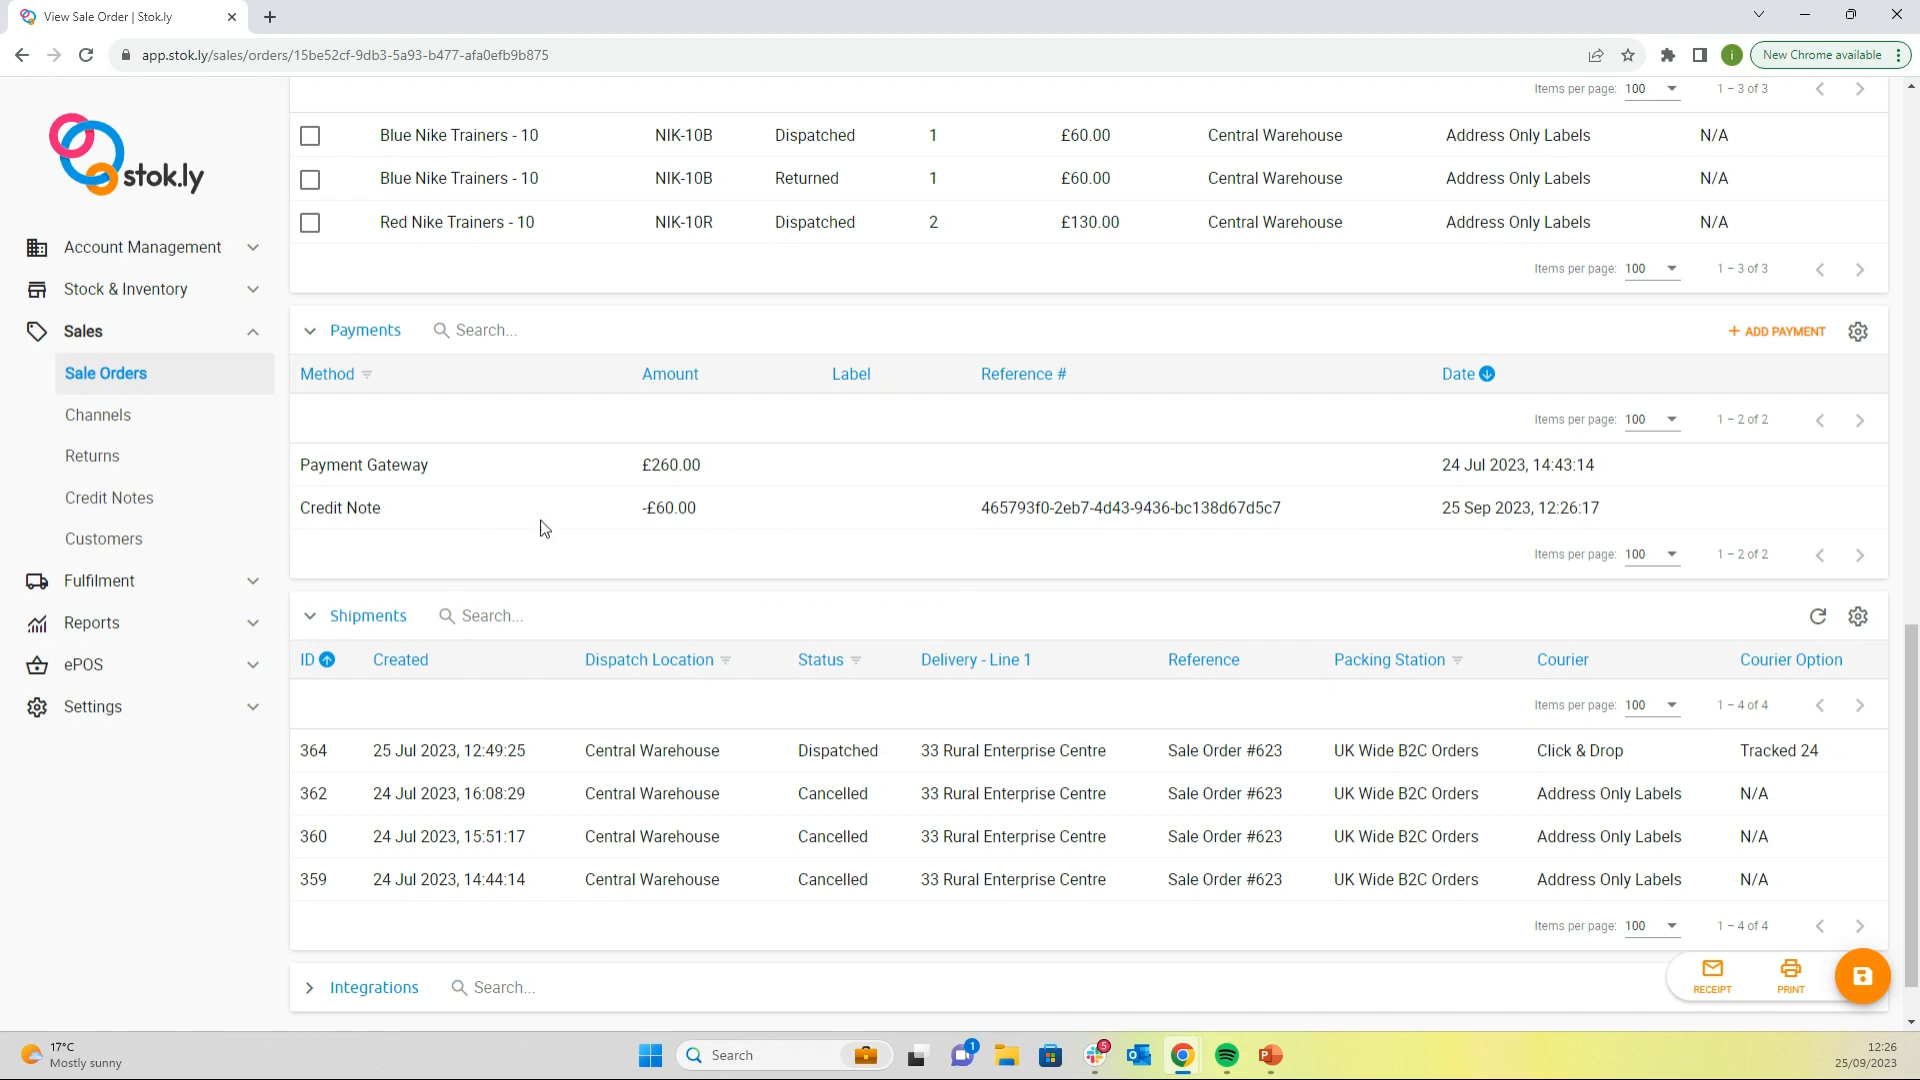 View Sale Order | Stok.ly
app.stok.ly/sales/orders/15be52cf-9db3-5a93-b477-afa0efb9b875
i
New Chrome available
stok.ly
Account Management
Stock & Inventory
Sales
Sale Orders
Channels
Returns
Credit Notes
Customers
Fulfilment
Reports
ePOS
Settings
Items per page: 100 1 – 3 of 3
Blue Nike Trainers - 10 NIK-10B Dispatched 1 £60.00 Central Warehouse Address Only Labels N/A
Blue Nike Trainers - 10 NIK-10B Returned 1 £60.00 Central Warehouse Address Only Labels N/A
Red Nike Trainers - 10 NIK-10R Dispatched 2 £130.00 Central Warehouse Address Only Labels N/A
Items per page: 100 1 – 3 of 3
Payments Search... + ADD PAYMENT
Method Amount Label Reference # Date
Items per page: 100 1 – 2 of 2
Payment Gateway £260.00 24 Jul 2023, 14:43:14
Credit Note -£60.00 465793f0-2eb7-4d43-9436-bc138d67d5c7 25 Sep 2023, 12:26:17
Items per page: 100 1 – 2 of 2
Shipments Search...
ID Created Dispatch Location Status Delivery - Line 1 Reference Packing Station Courier Courier Option
Items per page: 100 1 – 4 of 4
364 25 Jul 2023, 12:49:25 Central Warehouse Dispatched 33 Rural Enterprise Centre Sale Order #623 UK Wide B2C Orders Click & Drop Tracked 24
362 24 Jul 2023, 16:08:29 Central Warehouse Cancelled 33 Rural Enterprise Centre Sale Order #623 UK Wide B2C Orders Address Only Labels N/A
360 24 Jul 2023, 15:51:17 Central Warehouse Cancelled 33 Rural Enterprise Centre Sale Order #623 UK Wide B2C Orders Address Only Labels N/A
359 24 Jul 2023, 14:44:14 Central Warehouse Cancelled 33 Rural Enterprise Centre Sale Order #623 UK Wide B2C Orders Address Only Labels N/A
Items per page: 100 1 – 4 of 4
Integrations Search...
RECEIPT PRINT
17°C
Mostly sunny
Search
1
5
12:26
25/09/2023